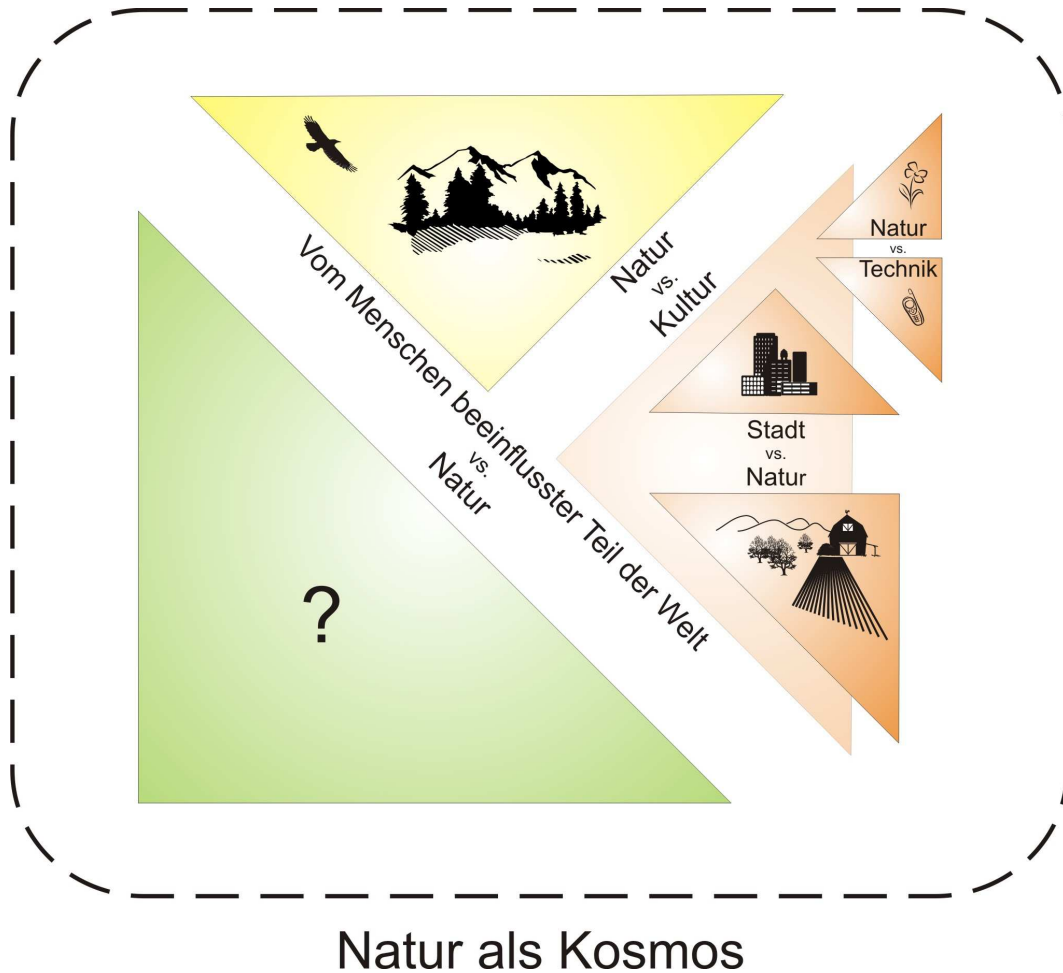 Natur
vs.
Kultur
Natur
vs.
Technik
Vom Menschen beeinflusster Teil der Welt
vs.
Natur
Stadt
vs.
Natur
?
Natur als Kosmos